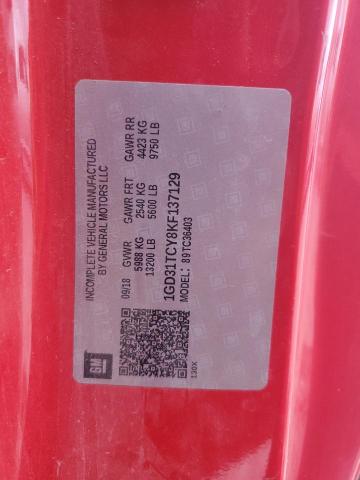 GM
INCOMPLETE VEHICLE MANUFACTURED
BY GENERAL MOTORS LLC
09/18 GVWR GAWR FRT GAWR RR
5988 KG 2540 KG 4423 KG
13200 LB 5600 LB 9750 LB
1GD31TCY8KF137129
MODEL: 89TC36403
130X